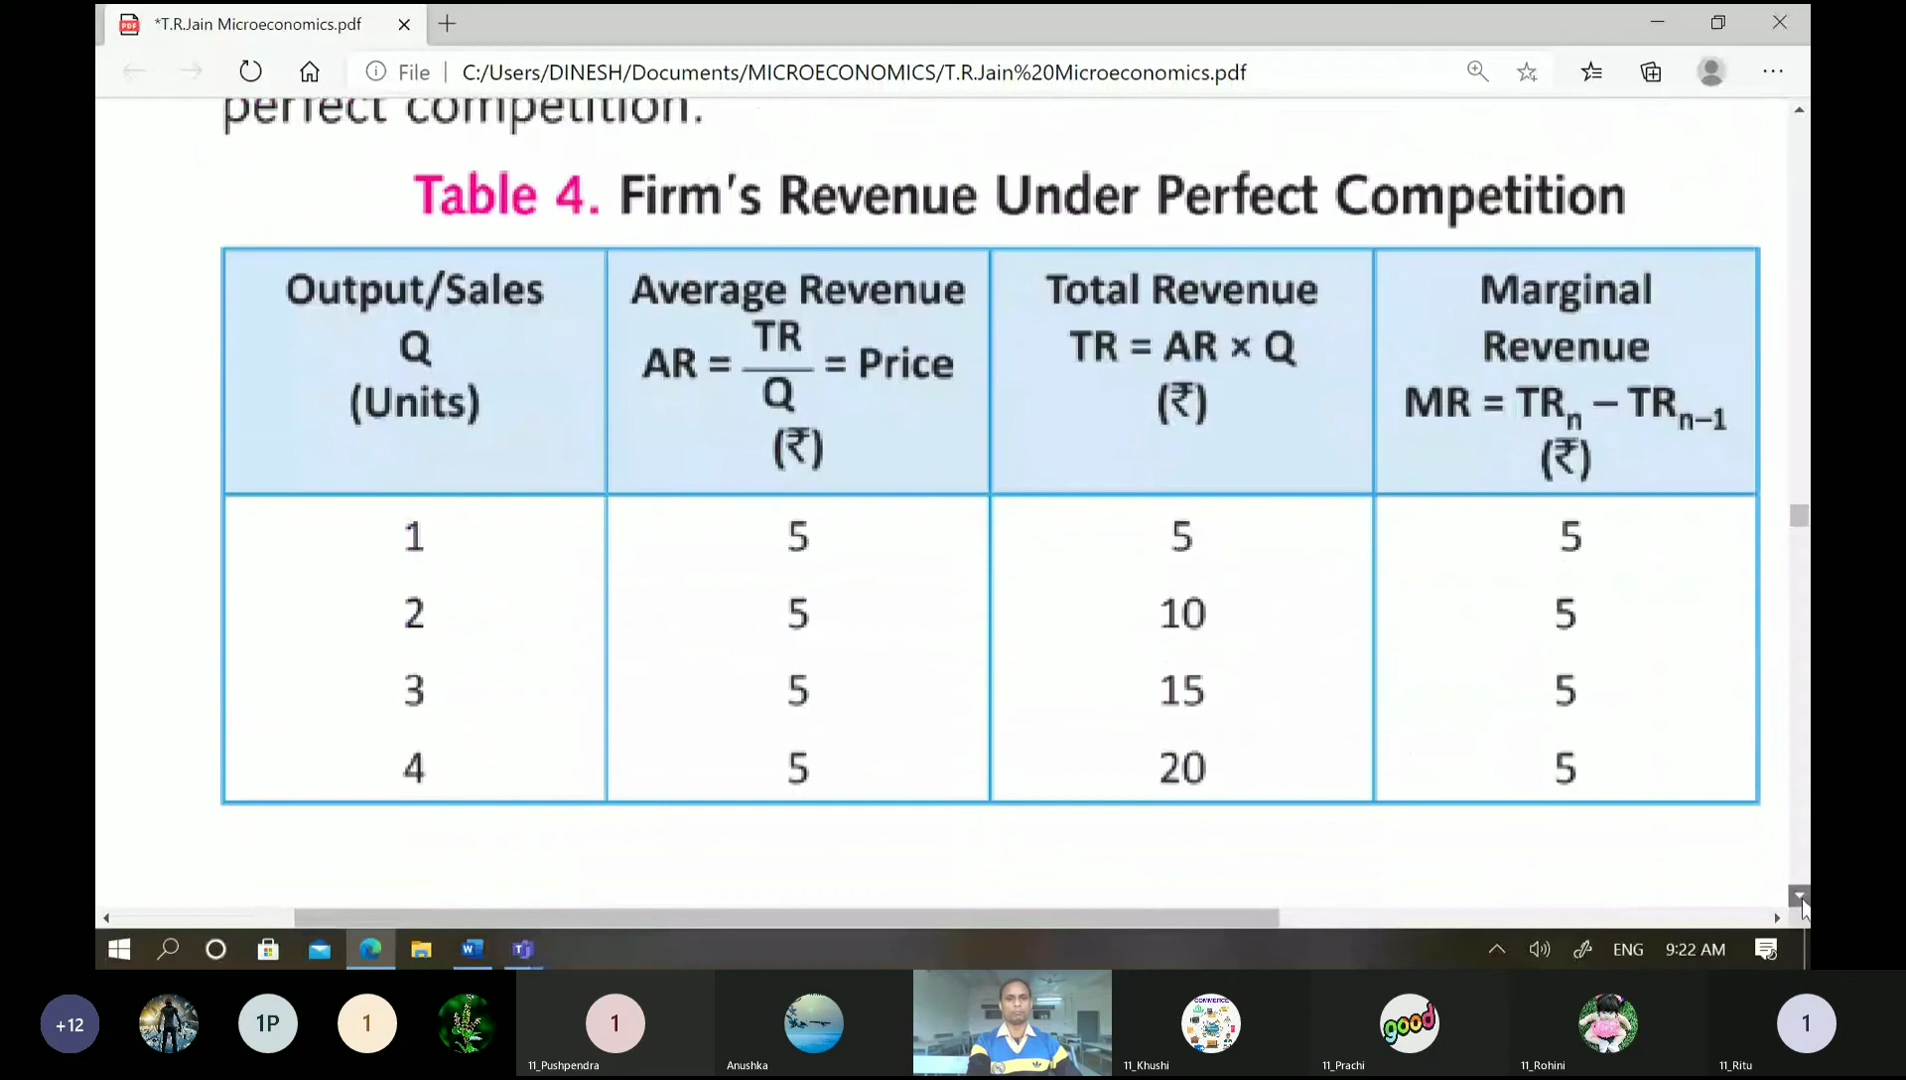 *T.R.Jain Microeconomics.pdf
File C:/Users/DINESH/Documents/MICROECONOMICS/T.R.Jain%20Microeconomics.pdf
perfect competition.
Table 4. Firm's Revenue Under Perfect Competition
Output/Sales
Q
(Units)
Average Revenue
AR = TR/Q = Price
(₹)
Total Revenue
TR = AR × Q
(₹)
Marginal
Revenue
MR = TRn – TRn–1
(₹)
1 5 5 5
2 5 10 5
3 5 15 5
4 5 20 5
ENG 9:22 AM
+12
1P
1
1
COMMERCE
good
1
11_Pushpendra
Anushka
11_Khushi
11_Prachi
11_Rohini
11_Ritu